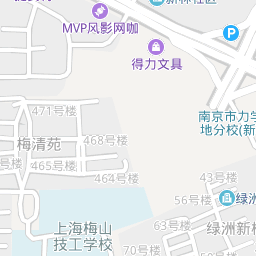 MVP风影网咖
得力文具
471号楼
南京市力学
地分校(新
梅清苑
468号楼
465号楼
464号楼
43号楼
56号楼
绿洲
63号楼
绿洲新
上海梅山
技工学校
70号楼